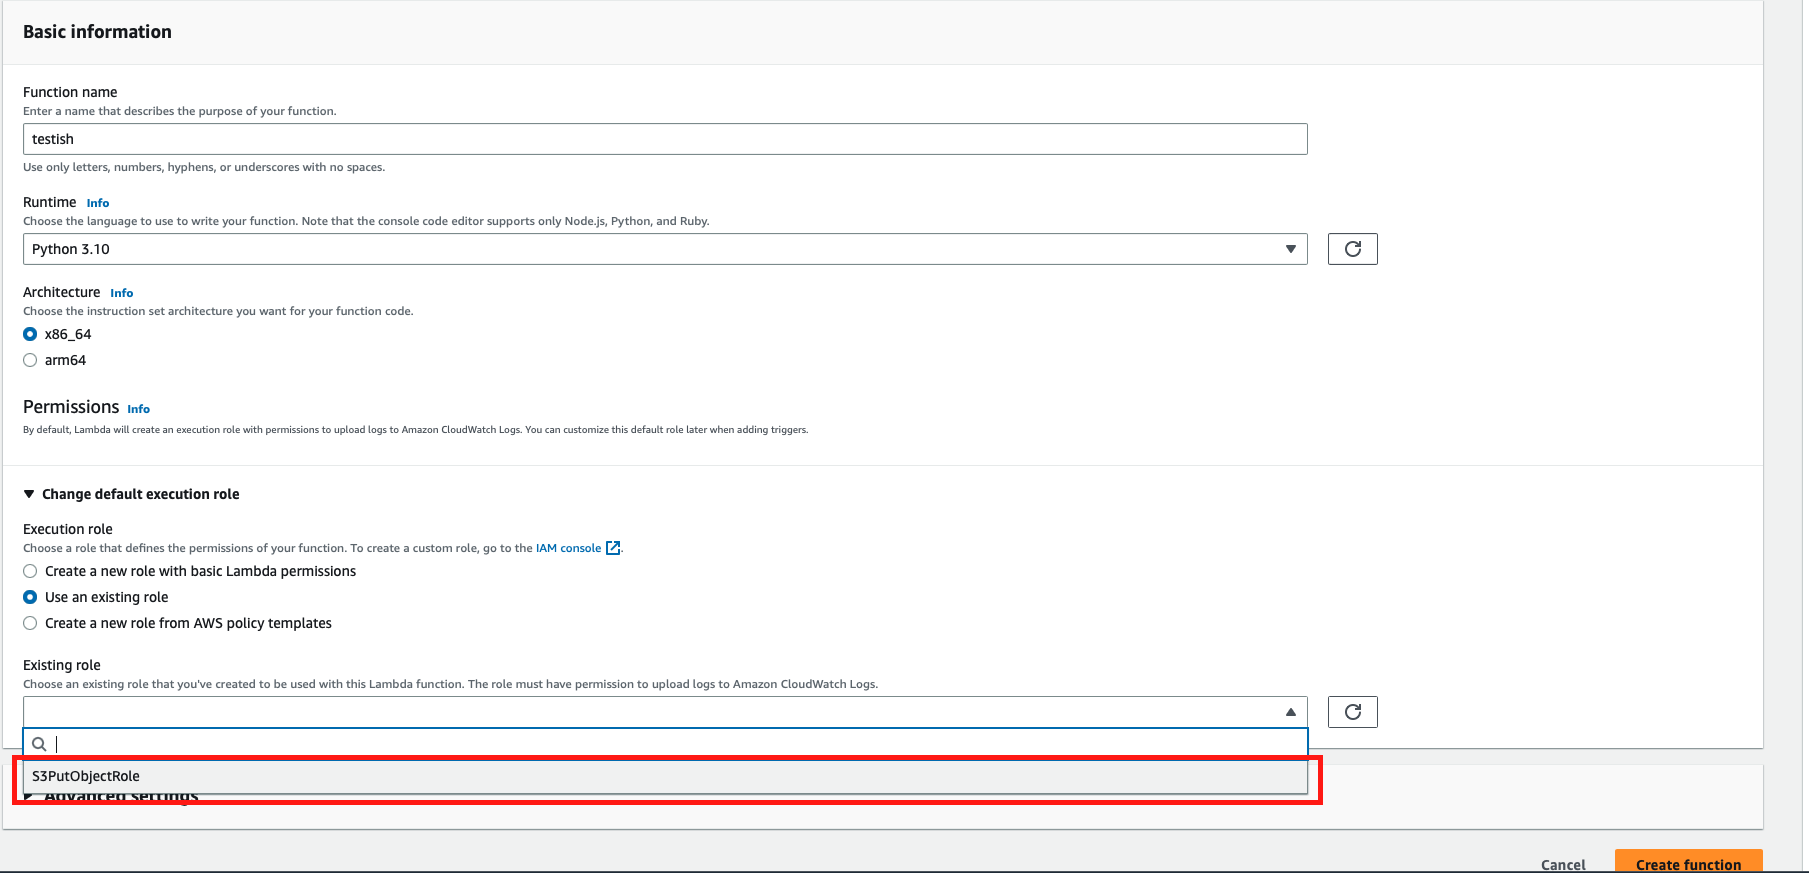 Basic information
Function name
Enter a name that describes the purpose of your function.
testish
Use only letters, numbers, hyphens, or underscores with no spaces.
Runtime Info
Choose the language to use to write your function. Note that the console code editor supports only Node.js, Python, and Ruby.
Python 3.10
Architecture Info
Choose the instruction set architecture you want for your function code.
x86_64
arm64
Permissions Info
By default, Lambda will create an execution role with permissions to upload logs to Amazon CloudWatch Logs. You can customize this default role later when adding triggers.
Change default execution role
Execution role
Choose a role that defines the permissions of your function. To create a custom role, go to the IAM console.
Create a new role with basic Lambda permissions
Use an existing role
Create a new role from AWS policy templates
Existing role
Choose an existing role that you've created to be used with this Lambda function. The role must have permission to upload logs to Amazon CloudWatch Logs.
S3PutObjectRole
Advanced settings
Cancel Create function